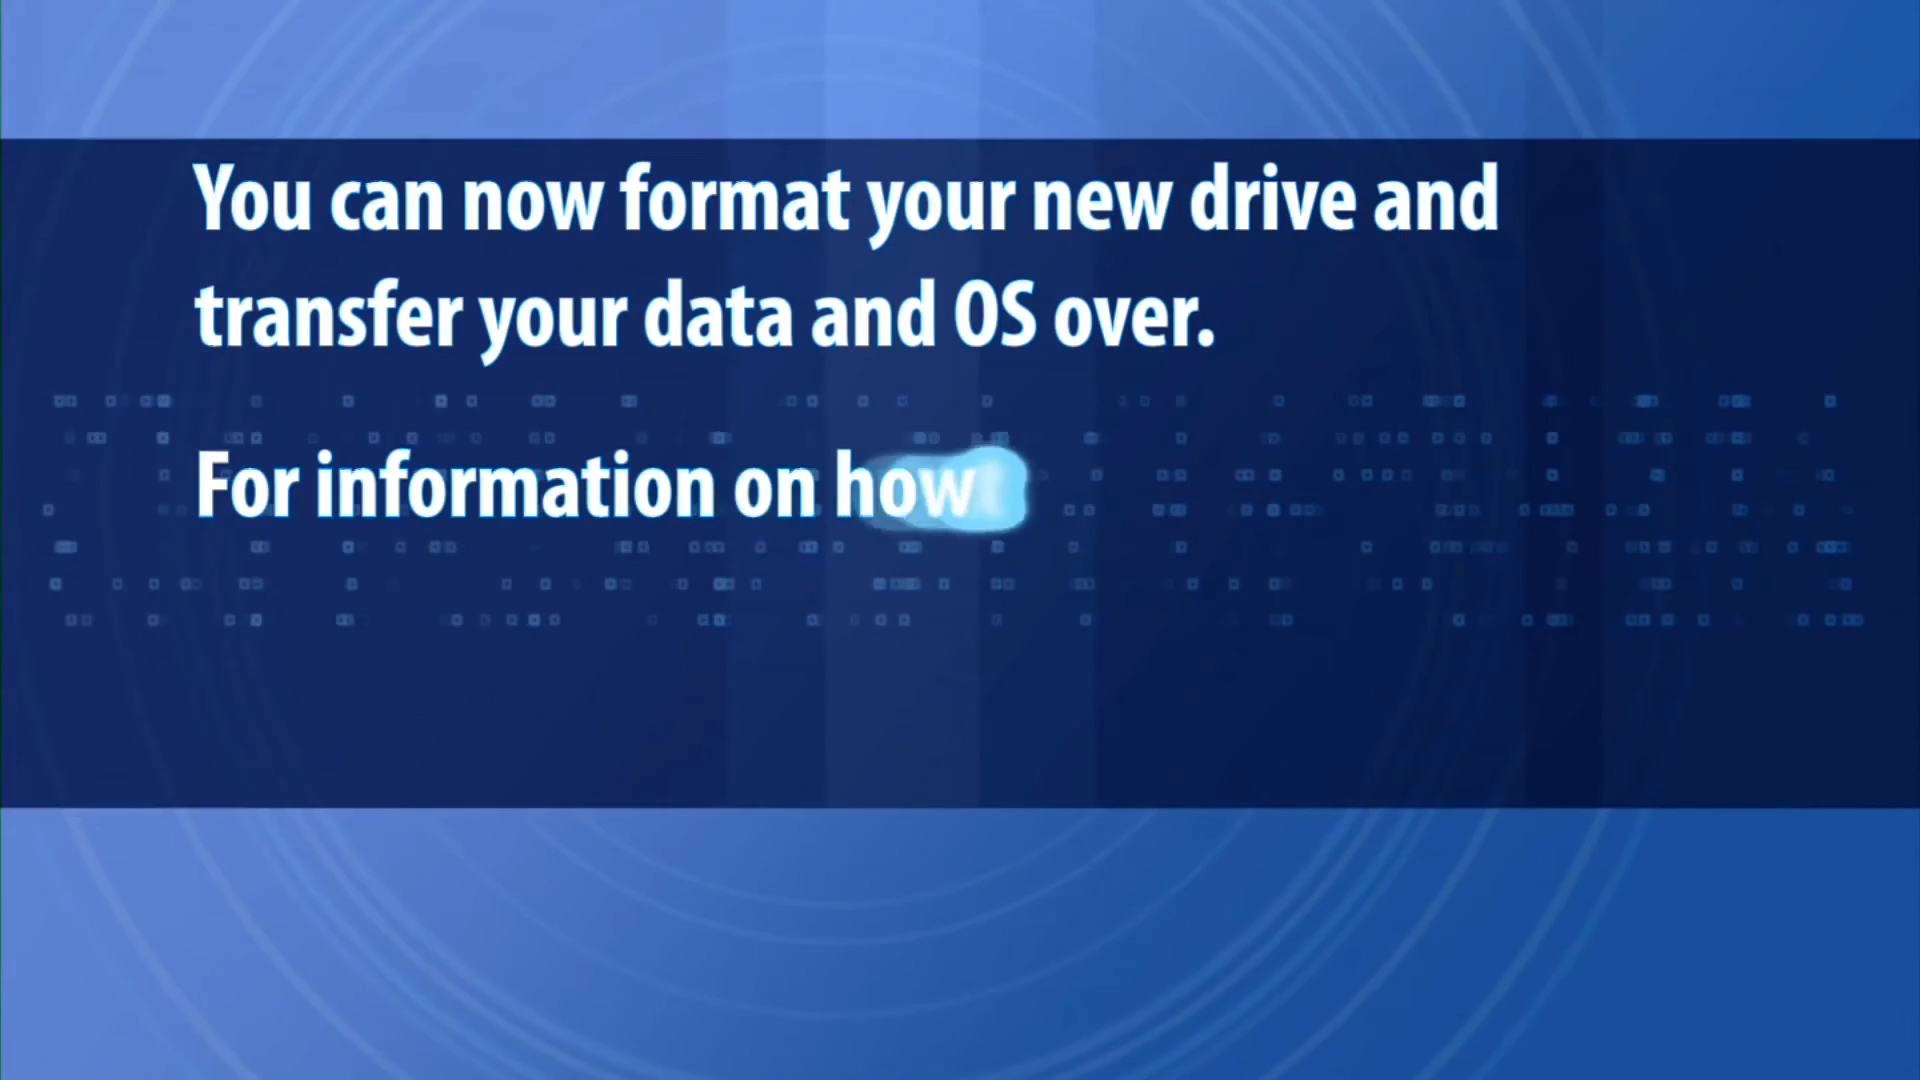 You can now format your new drive and
transfer your data and OS over.
For information on how